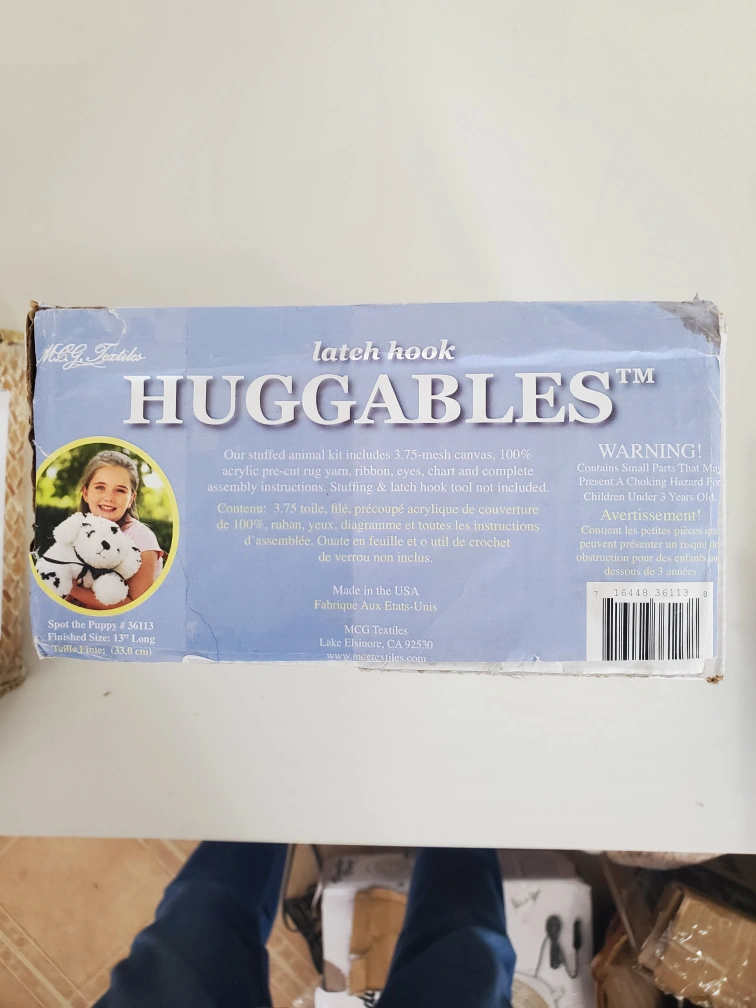 M.C.G. Textiles
latch hook
HUGGABLES™
Our stuffed animal kit includes 3.75-mesh canvas, 100%
acrylic pre-cut rug yarn, ribbon, eyes, chart and complete
assembly instructions. Stuffing & latch hook tool not included.
Contenu: 3.75 toile, filé, précoupé acrylique de couverture
de 100%, ruban, yeux, diagramme et toutes les instructions
d'assemblée. Ouate en feuille et o util de crochet
de verrou non inclus.
Made in the USA
Fabrique Aux Etats-Unis
MCG Textiles
Lake Elsinore, CA 92530
www.mcgtextiles.com
Spot the Puppy # 36113
Finished Size: 13" Long
Taille Finie: (33,0 cm)
WARNING!
Contains Small Parts That May
Present A Choking Hazard For
Children Under 3 Years Old.
Avertissement!
Contient les petites pièces qui
peuvent présenter un risque de
obstruction pour des enfants au
dessous de 3 années
7 16448 36113 8